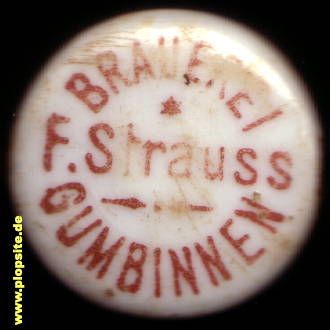 BRAUEREI
F. Strauss
GUMBINNEN
www.plopsite.de